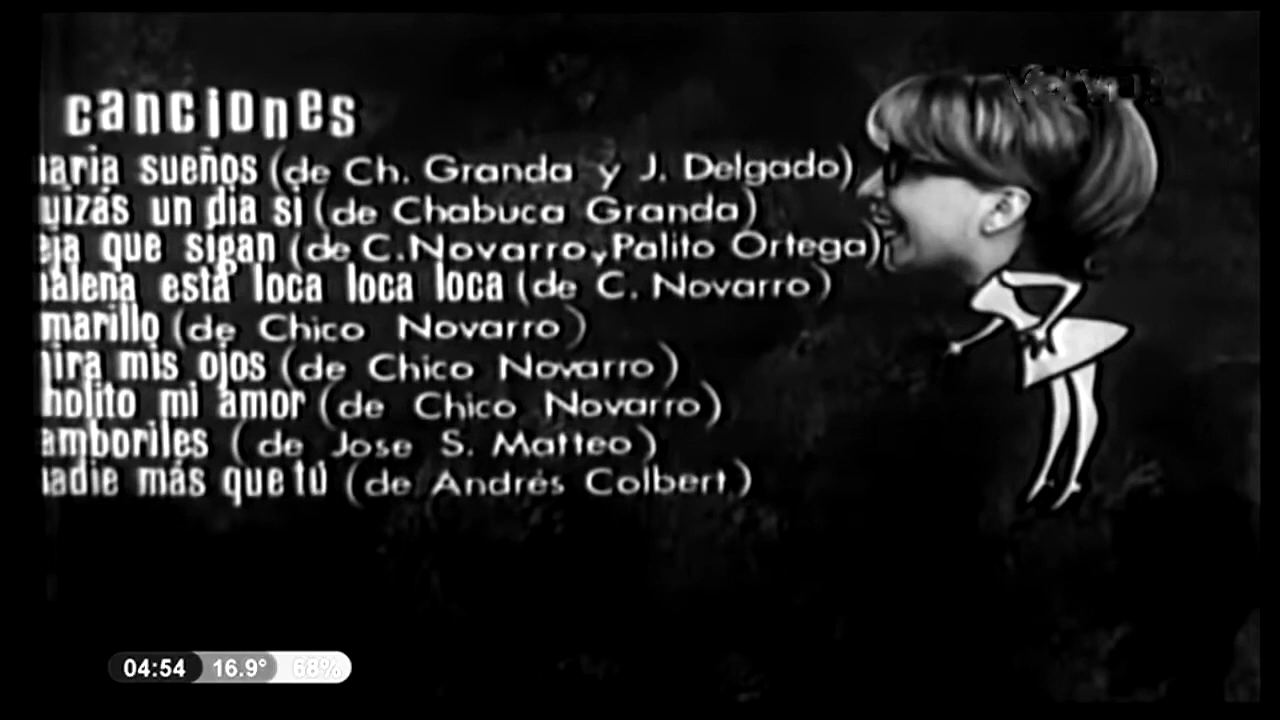 canciones
aria sueños (de Ch. Granda y J. Delgado)
uizás un dia si (de Chabuca Granda)
eja que sigan (de C. Novarro y Palito Ortega)
alena está loca loca loca (de C. Novarro)
marillo (de Chico Novarro)
ira mis ojos (de Chico Novarro)
holito mi amor (de Chico Novarro)
amboriles (de Jose S. Matteo)
adie más que tú (de Andrés Colbert)
04:54 16.9° 68%